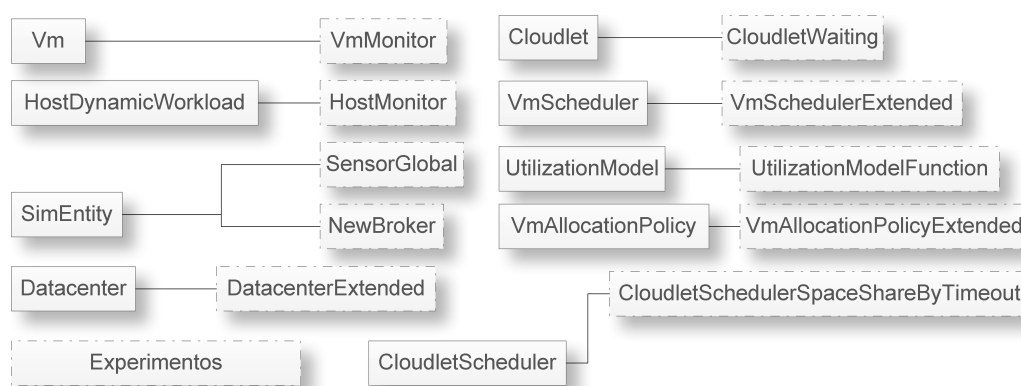 Vm
VmMonitor
HostDynamicWorkload
HostMonitor
SimEntity
SensorGlobal
NewBroker
Datacenter
DatacenterExtended
Experimentos
Cloudlet
CloudletWaiting
VmScheduler
VmSchedulerExtended
UtilizationModel
UtilizationModelFunction
VmAllocationPolicy
VmAllocationPolicyExtended
CloudletScheduler
CloudletSchedulerSpaceShareByTimeout